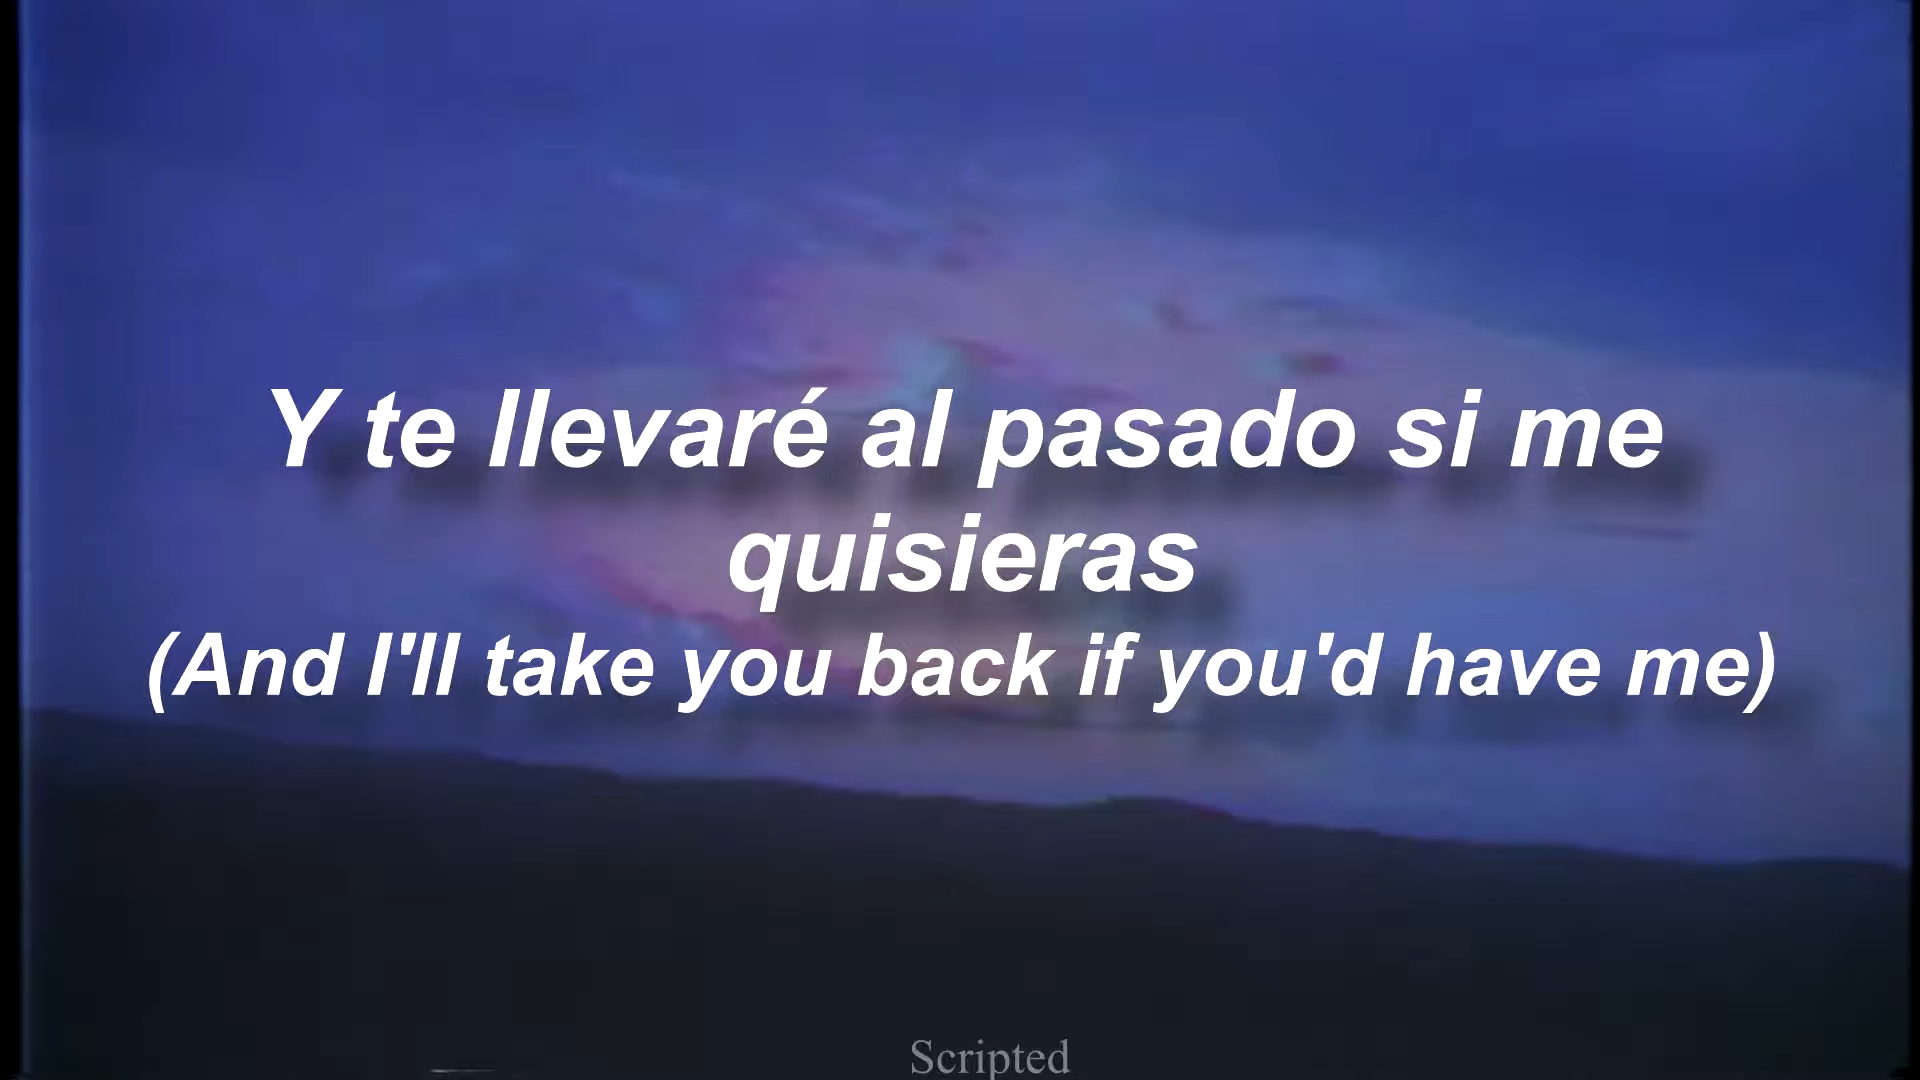 Y te llevaré al pasado si me
quisieras
(And I'll take you back if you'd have me)
Scripted